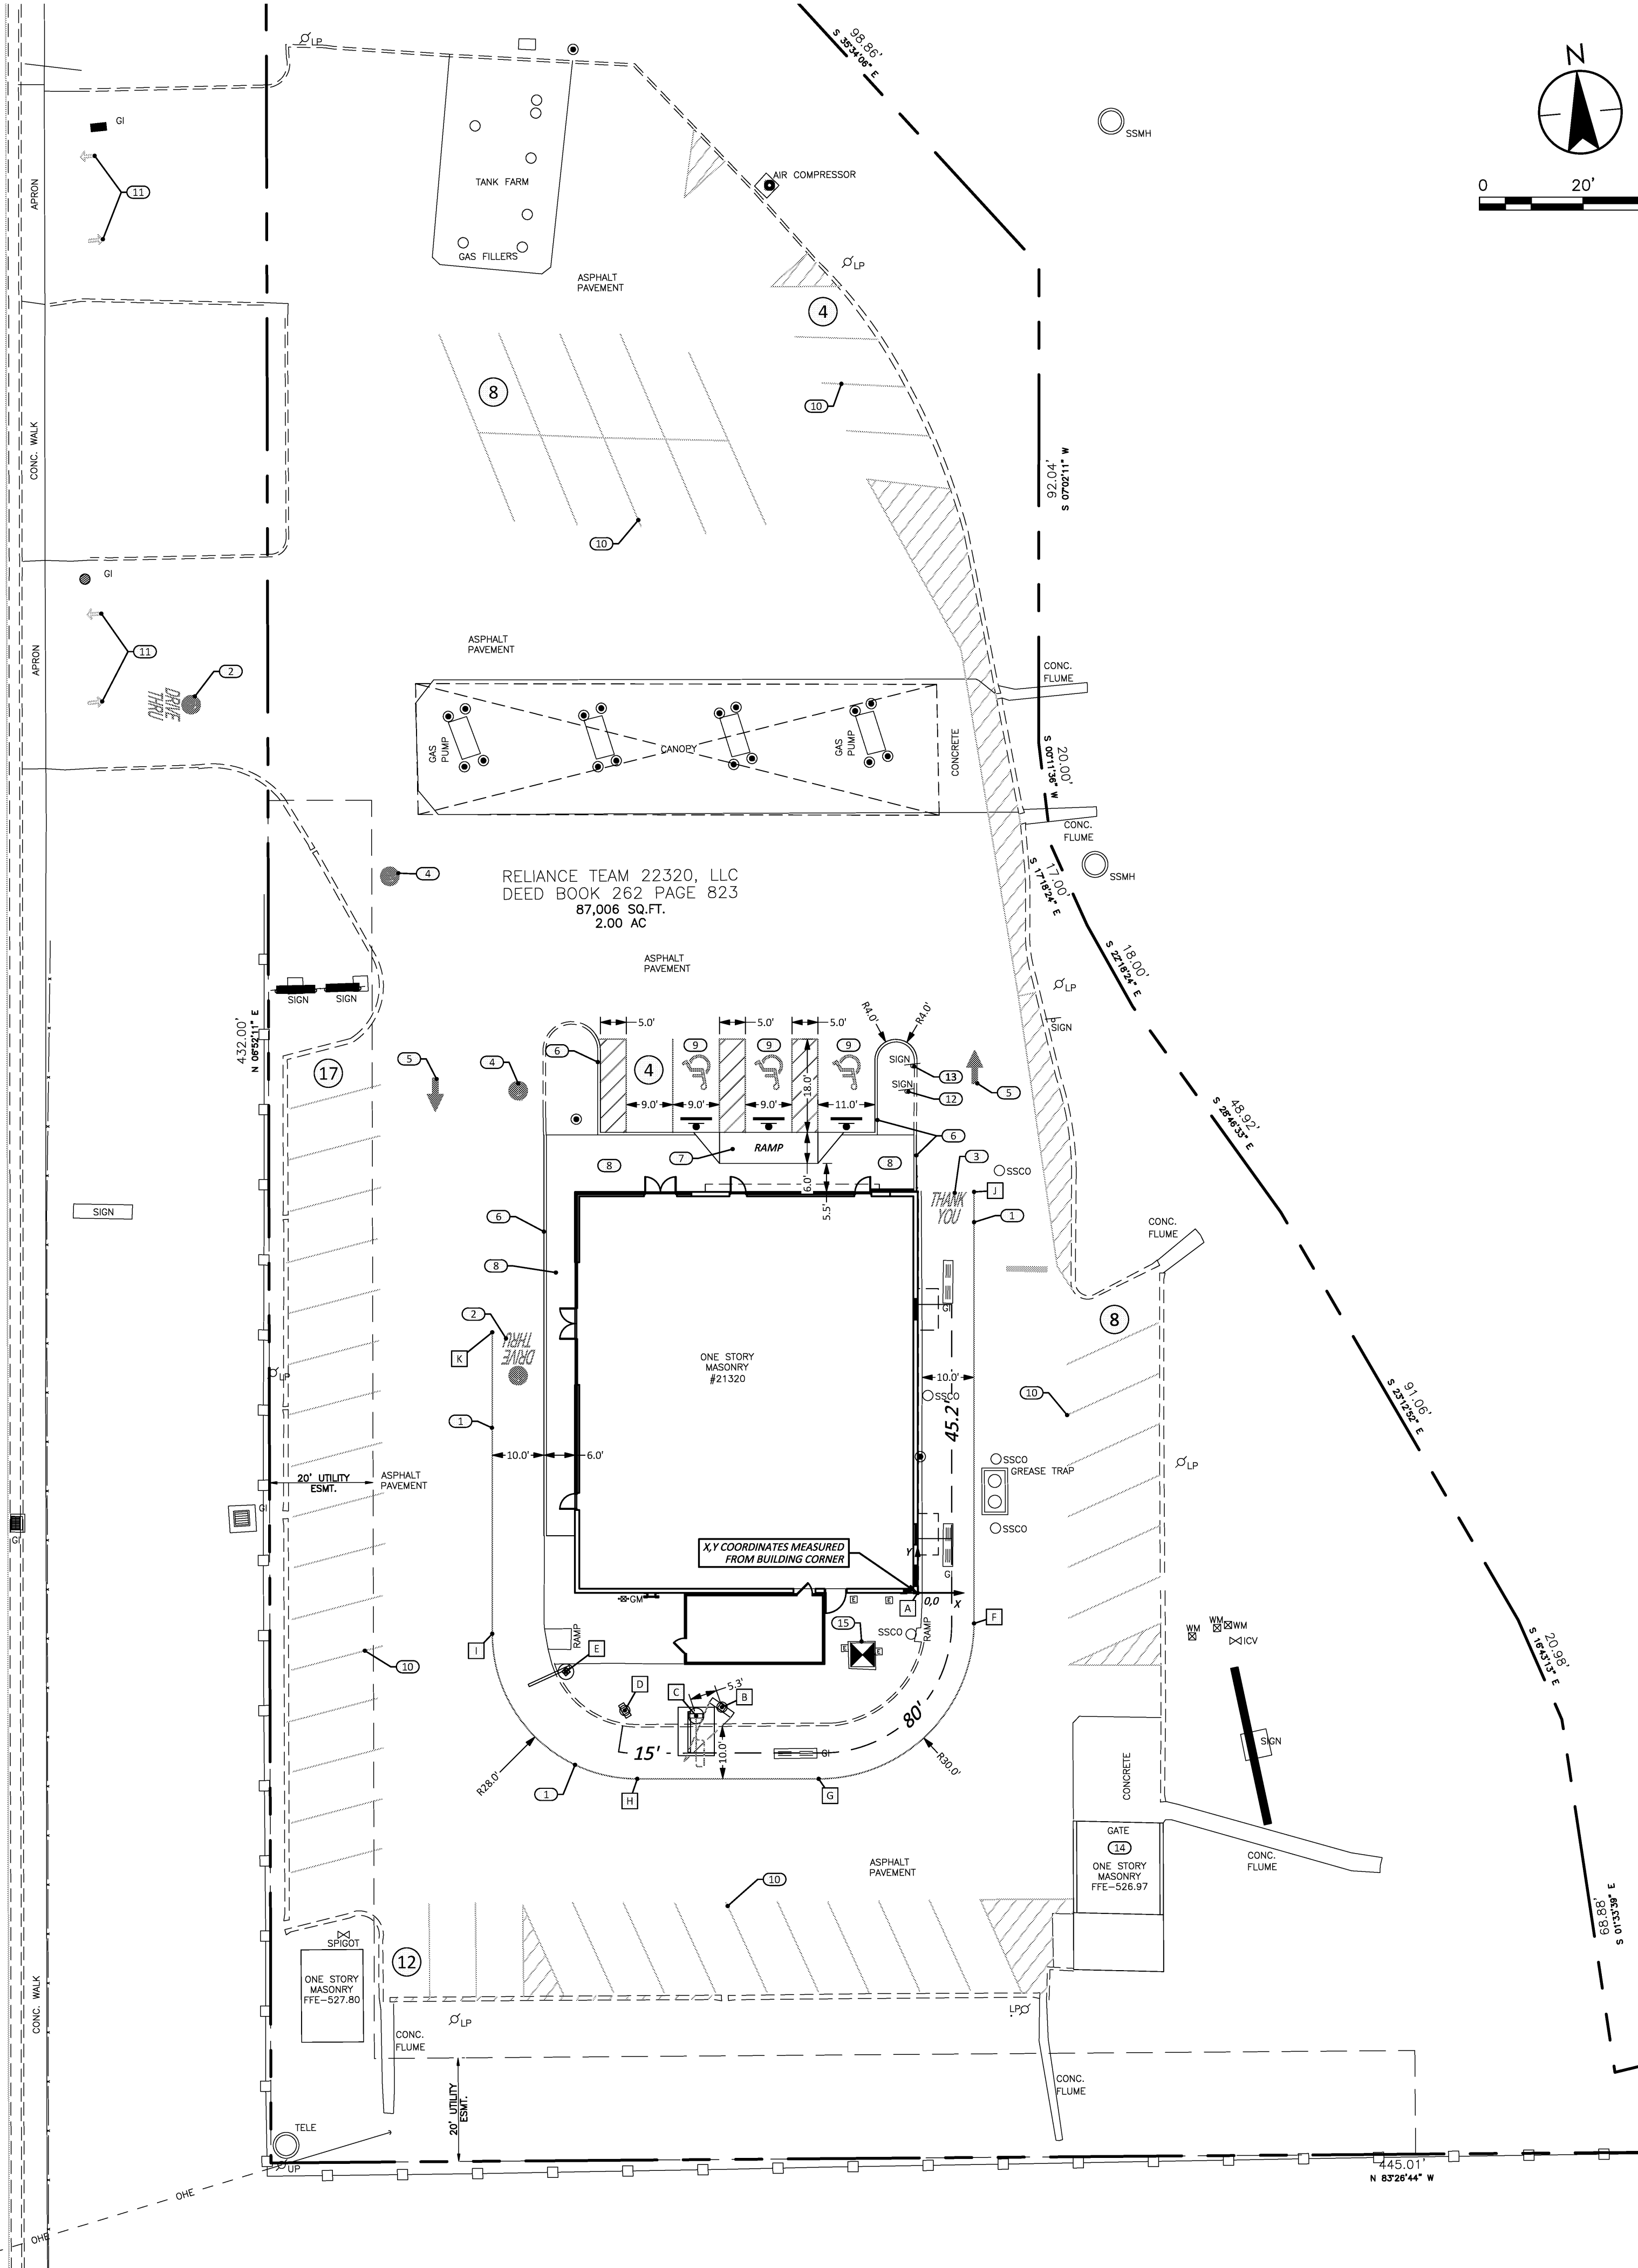 LP
98.86'
S 35°34'06" E
N
0 20'
GI
SSMH
11
APRON
TANK FARM
AIR COMPRESSOR
GAS FILLERS
LP
ASPHALT
PAVEMENT
4
8
10
CONC. WALK
92.04'
S 07°02'11" W
10
GI
11
APRON
ASPHALT
PAVEMENT
2
DRIVE
THRU
CONC.
FLUME
GAS
PUMP
CANOPY
GAS
PUMP
CONCRETE
20.00'
S 00°11'36" W
CONC.
FLUME
17.00'
S 17°18'24" E
SSMH
4
RELIANCE TEAM 22320, LLC
DEED BOOK 262 PAGE 823
87,006 SQ.FT.
2.00 AC
18.00'
S 22°18'24" E
ASPHALT
PAVEMENT
LP
SIGN
SIGN
432.00'
N 06°52'11" E
5.0'
5.0'
5.0'
R4.0'
R4.0'
SIGN
17
5
4
6
4
9
9
9
SIGN
13
SIGN
12
5
18.0'
9.0'
9.0'
9.0'
11.0'
48.92'
S 28°46'33" E
6
7
RAMP
8
8
3
6.0'
5.5'
SSCO
J
THANK
YOU
1
SIGN
6
CONC.
FLUME
8
GI
2
DRIVE
THRU
K
8
ONE STORY
MASONRY
#21320
10.0'
SSCO
45.2'
10
91.06'
S 23°12'52" E
LP
1
10.0'
6.0'
SSCO
GREASE TRAP
LP
20' UTILITY
ESMT.
ASPHALT
PAVEMENT
GI
GI
SSCO
X,Y COORDINATES MEASURED
FROM BUILDING CORNER
Y
G
0,0
X
A
GM
E
E
F
15
SSCO
RAMP
WM
WM
WM
ICV
I
RAMP
E
E
E
10
20.98'
S 16°43'13" E
D
C
5.3'
B
80'
SIGN
15'
10.0'
GI
R28.0'
R30.0'
1
H
G
CONCRETE
GATE
14
ONE STORY
MASONRY
FFE-526.97
CONC.
FLUME
ASPHALT
PAVEMENT
10
68.88'
S 01°33'39" E
SPIGOT
12
ONE STORY
MASONRY
FFE-527.80
CONC. WALK
LP
LP
CONC.
FLUME
CONC.
FLUME
20' UTILITY
ESMT.
TELE
UP
OHE
OHE
445.01'
N 83°26'44" W